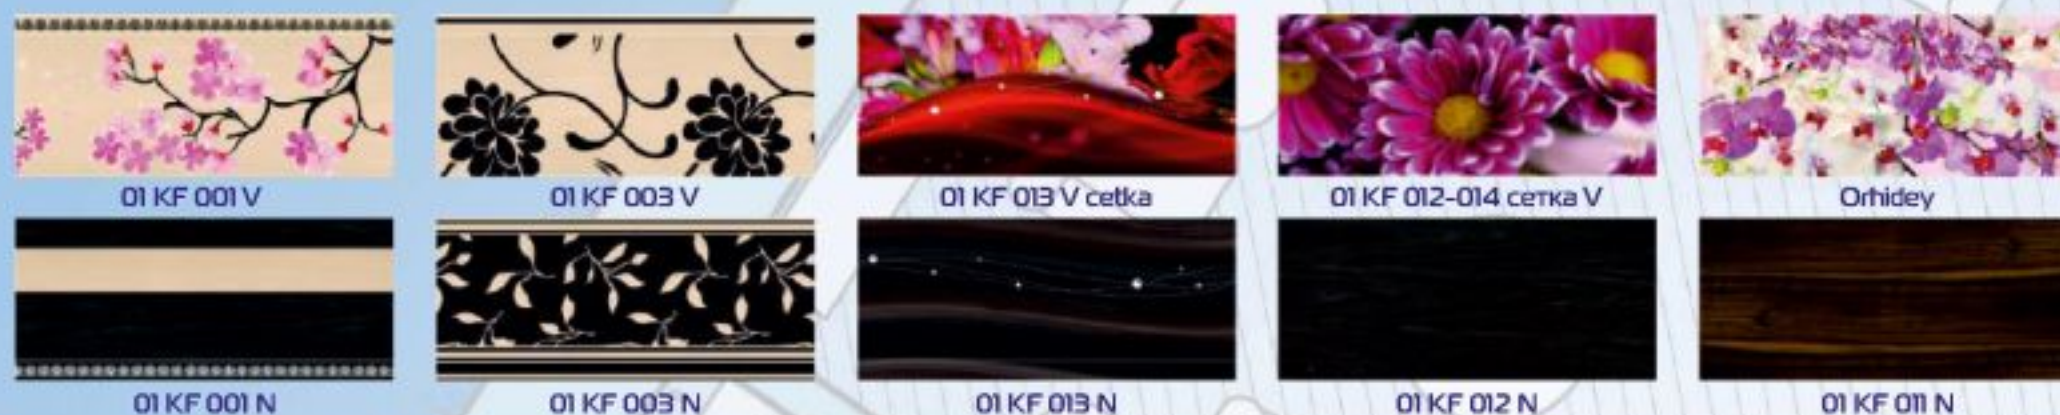 01 KF 001 V
01 KF 003 V
01 KF 013 V cetka
01 KF 012-014 сетка V
Orhidey
01 KF 001 N
01 KF 003 N
01 KF 013 N
01 KF 012 N
01 KF 011 N